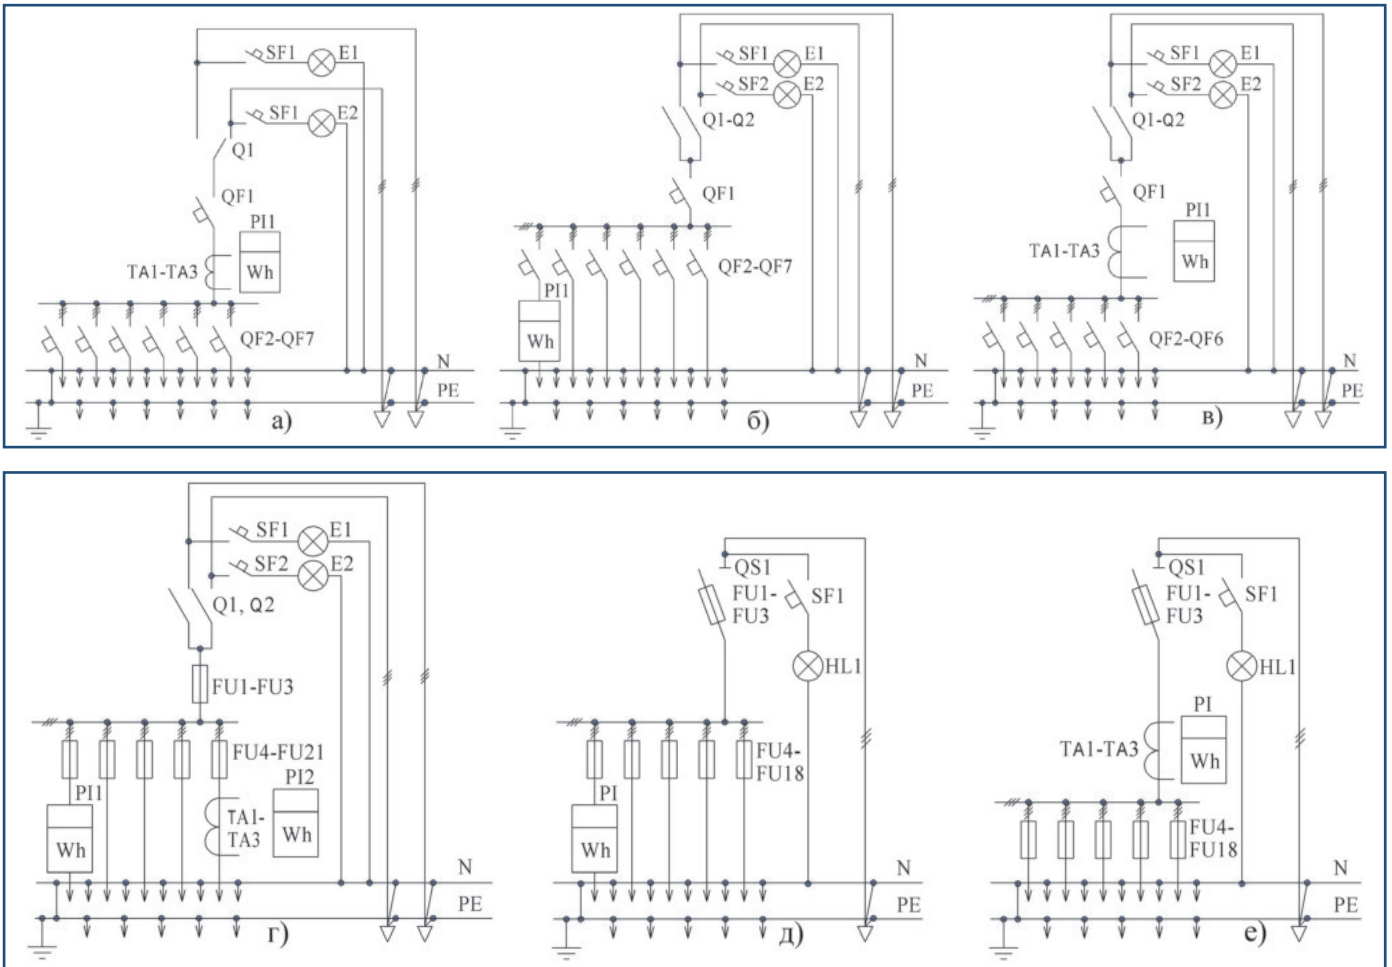 SF1 E1
SF1 E2
Q1
QF1
PI1
TA1-TA3
Wh
QF2-QF7
N
PE
а)
SF1 E1
SF2 E2
Q1-Q2
QF1
QF2-QF7
PI1
Wh
N
PE
б)
SF1 E1
SF2 E2
Q1-Q2
QF1
PI1
TA1-TA3
Wh
QF2-QF6
N
PE
в)
SF1 E1
SF2 E2
Q1, Q2
FU1-FU3
FU4-FU21
PI1
PI2
TA1-
TA3
Wh
Wh
N
PE
г)
QS1
FU1-
FU3
SF1
HL1
FU4-
FU18
PI
Wh
N
PE
д)
QS1
FU1-
FU3
SF1
HL1
PI
TA1-TA3
Wh
FU4-
FU18
N
PE
е)